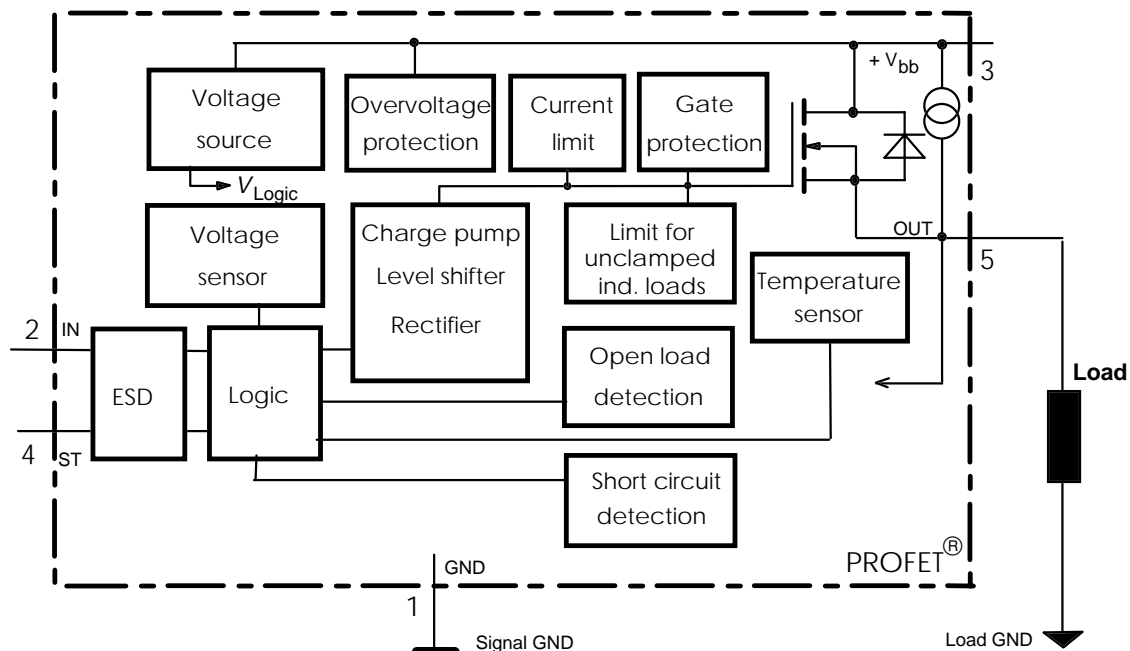 + Vbb
3
Voltage
source
Overvoltage
protection
Current
limit
Gate
protection
VLogic
Voltage
sensor
Charge pump
Level shifter
Rectifier
Limit for
unclamped
ind. loads
OUT
5
Temperature
sensor
2
IN
ESD
Logic
Open load
detection
Load
4
ST
Short circuit
detection
PROFET®
GND
1
Signal GND
Load GND